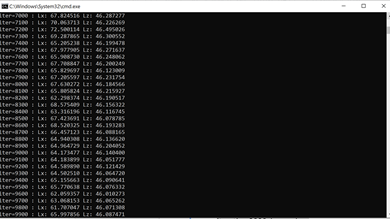 C:\Windows\System32\cmd.exe
iter=7000 : Lx: 67.824516 Lz: 46.287277
iter=7100 : Lx: 70.063713 Lz: 46.226269
iter=7200 : Lx: 72.500114 Lz: 46.495026
iter=7300 : Lx: 69.287865 Lz: 46.300552
iter=7400 : Lx: 65.205238 Lz: 46.199478
iter=7500 : Lx: 67.977905 Lz: 46.271637
iter=7600 : Lx: 65.908730 Lz: 46.248062
iter=7700 : Lx: 67.708847 Lz: 46.200249
iter=7800 : Lx: 65.829697 Lz: 46.123009
iter=7900 : Lx: 67.205597 Lz: 46.231754
iter=8000 : Lx: 67.630272 Lz: 46.184566
iter=8100 : Lx: 65.805824 Lz: 46.215927
iter=8200 : Lx: 62.298374 Lz: 46.190517
iter=8300 : Lx: 68.575409 Lz: 46.156322
iter=8400 : Lx: 63.316196 Lz: 46.116745
iter=8500 : Lx: 67.423691 Lz: 46.078785
iter=8600 : Lx: 68.520325 Lz: 46.193283
iter=8700 : Lx: 66.457123 Lz: 46.088165
iter=8800 : Lx: 64.940308 Lz: 46.136620
iter=8900 : Lx: 64.964729 Lz: 46.204052
iter=9000 : Lx: 64.173477 Lz: 46.140400
iter=9100 : Lx: 64.183899 Lz: 46.051777
iter=9200 : Lx: 64.589890 Lz: 46.121429
iter=9300 : Lx: 64.502510 Lz: 46.064720
iter=9400 : Lx: 65.155663 Lz: 46.090641
iter=9500 : Lx: 65.770638 Lz: 46.076332
iter=9600 : Lx: 62.059357 Lz: 46.010273
iter=9700 : Lx: 63.068153 Lz: 46.065262
iter=9800 : Lx: 61.707047 Lz: 46.071308
iter=9900 : Lx: 65.997856 Lz: 46.087471